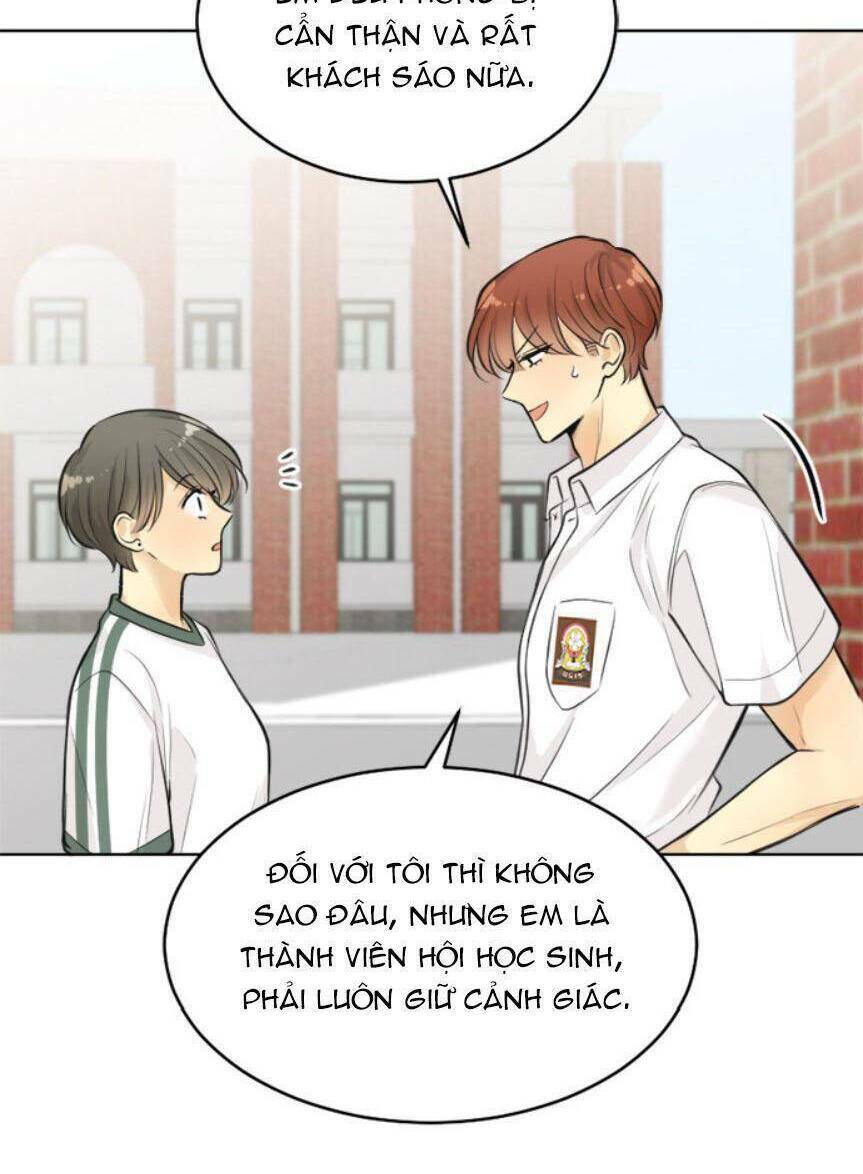 CẨN THẬN VÀ RẤT
KHÁCH SÁO NỮA.
ĐỐI VỚI TÔI THÌ KHÔNG
SAO ĐÂU, NHƯNG EM LÀ
THÀNH VIÊN HỘI HỌC SINH,
PHẢI LUÔN GIỮ CẢNH GIÁC.